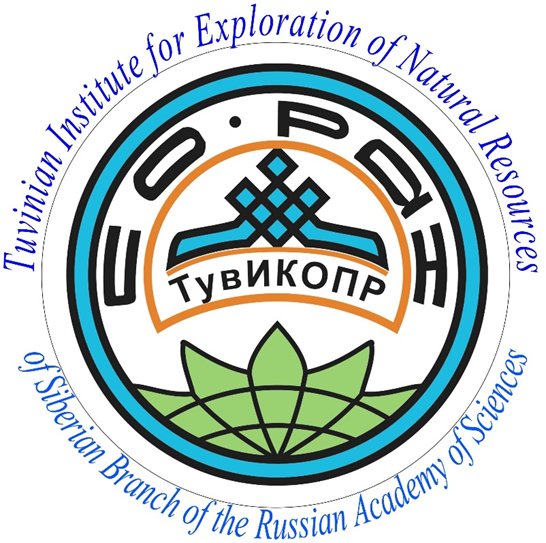 Tuvinian Institute for Exploration of Natural Resources
СО · РАН
ТувИКОПР
of Siberian Branch of the Russian Academy of Sciences